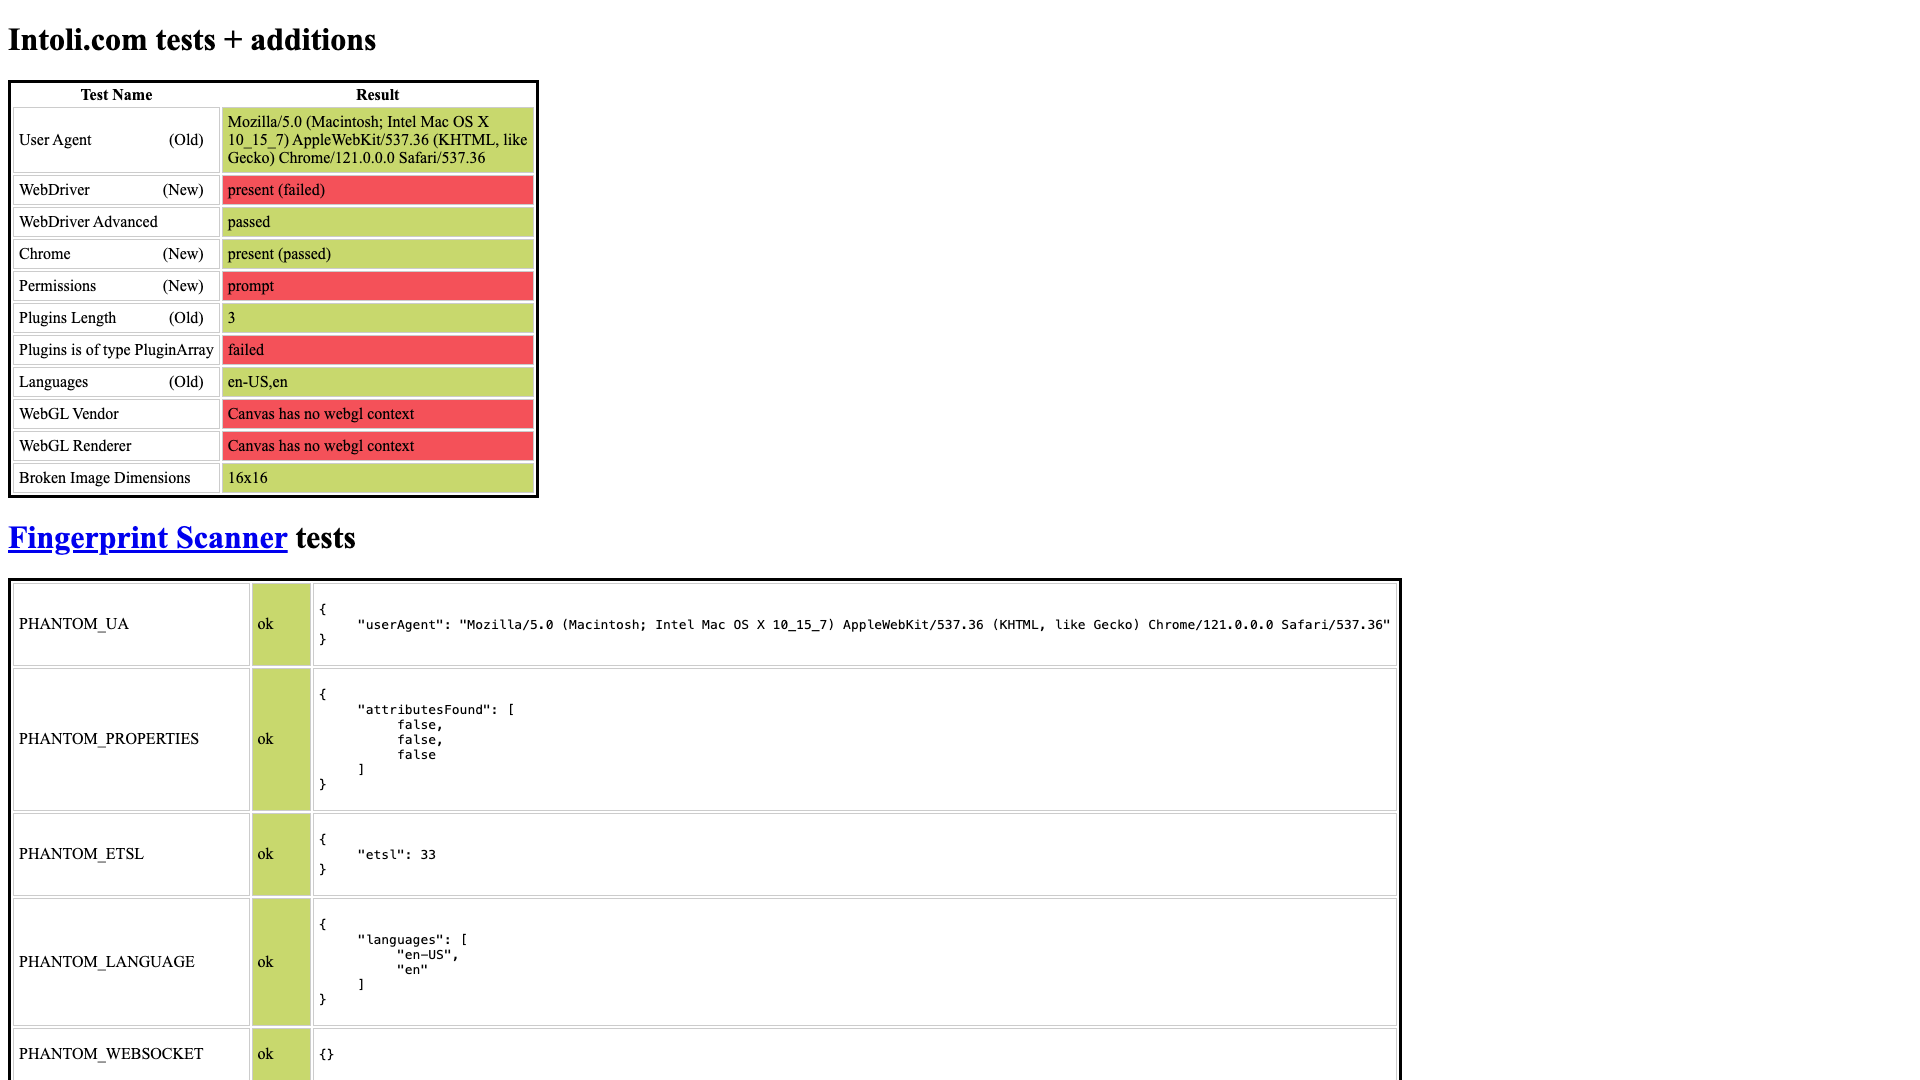 Intoli.com tests + additions
Test Name Result
User Agent (Old) Mozilla/5.0 (Macintosh; Intel Mac OS X
10_15_7) AppleWebKit/537.36 (KHTML, like
Gecko) Chrome/121.0.0.0 Safari/537.36
WebDriver (New) present (failed)
WebDriver Advanced passed
Chrome (New) present (passed)
Permissions (New) prompt
Plugins Length (Old) 3
Plugins is of type PluginArray failed
Languages (Old) en-US,en
WebGL Vendor Canvas has no webgl context
WebGL Renderer Canvas has no webgl context
Broken Image Dimensions 16x16
Fingerprint Scanner tests
PHANTOM_UA ok {
"userAgent": "Mozilla/5.0 (Macintosh; Intel Mac OS X 10_15_7) AppleWebKit/537.36 (KHTML, like Gecko) Chrome/121.0.0.0 Safari/537.36"
}
PHANTOM_PROPERTIES ok {
"attributesFound": [
false,
false,
false
]
}
PHANTOM_ETSL ok {
"etsl": 33
}
PHANTOM_LANGUAGE ok {
"languages": [
"en-US",
"en"
]
}
PHANTOM_WEBSOCKET ok {}